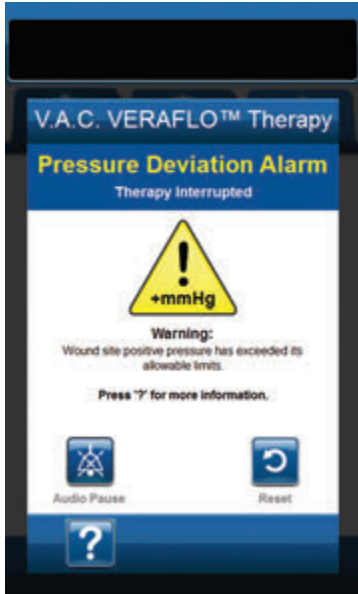 V.A.C. VERAFLO™ Therapy
Pressure Deviation Alarm
Therapy Interrupted
!
+mmHg
Warning:
Wound site positive pressure has exceeded its
allowable limits.
Press '?' for more information.
Audio Pause
Reset
?